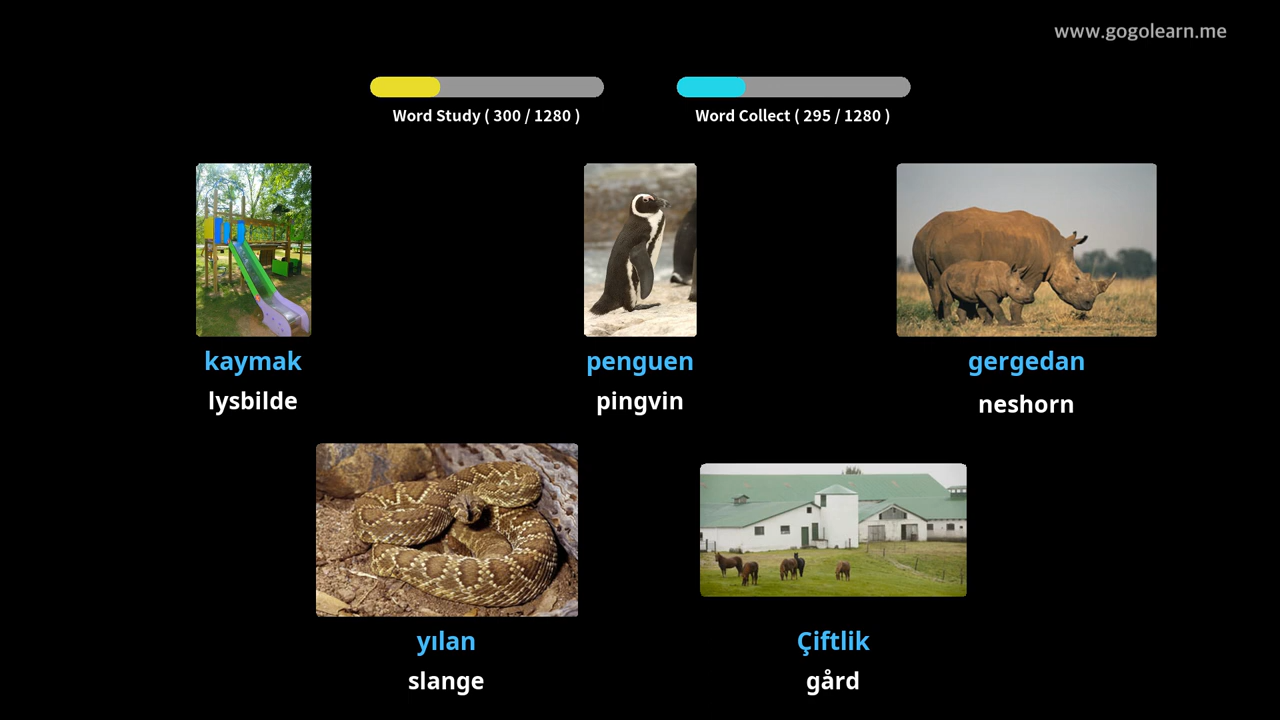 www.gogolearn.me
Word Study ( 300 / 1280 )
Word Collect ( 295 / 1280 )
kaymak
lysbilde
penguen
pingvin
gergedan
neshorn
yılan
slange
Çiftlik
gård